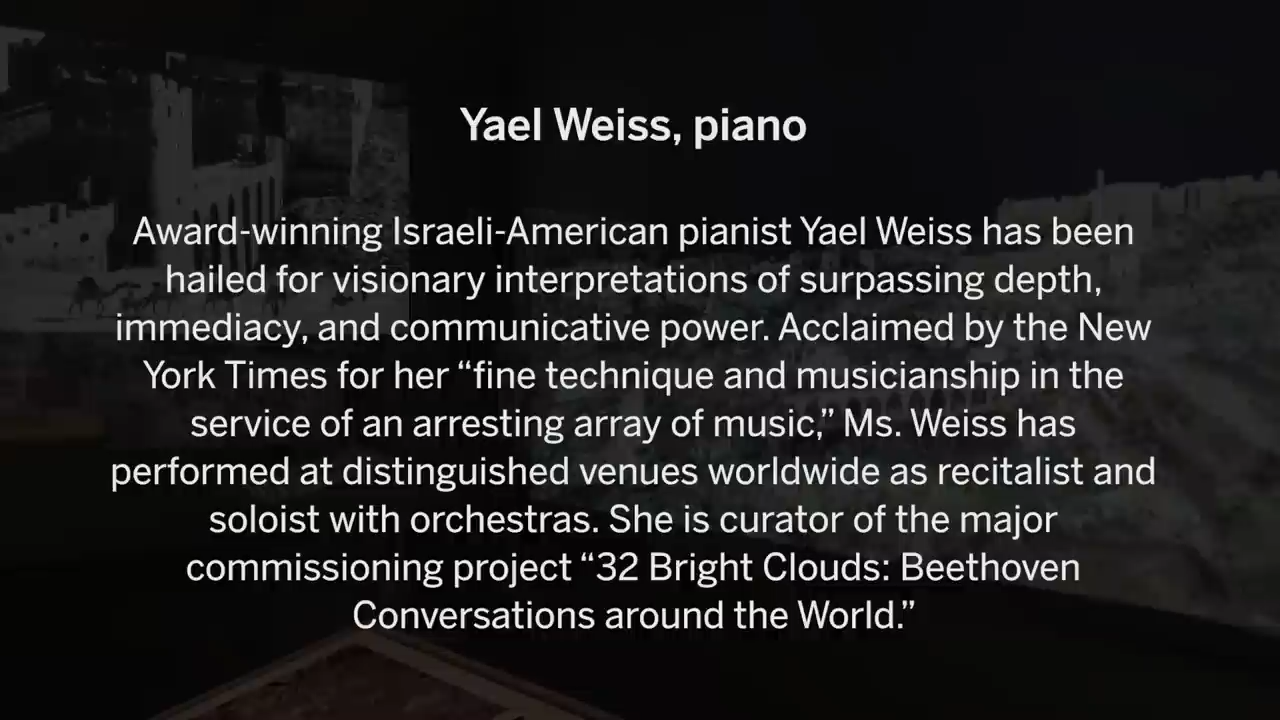 Yael Weiss, piano
Award-winning Israeli-American pianist Yael Weiss has been
hailed for visionary interpretations of surpassing depth,
immediacy, and communicative power. Acclaimed by the New
York Times for her “fine technique and musicianship in the
service of an arresting array of music,” Ms. Weiss has
performed at distinguished venues worldwide as recitalist and
soloist with orchestras. She is curator of the major
commissioning project “32 Bright Clouds: Beethoven
Conversations around the World.”